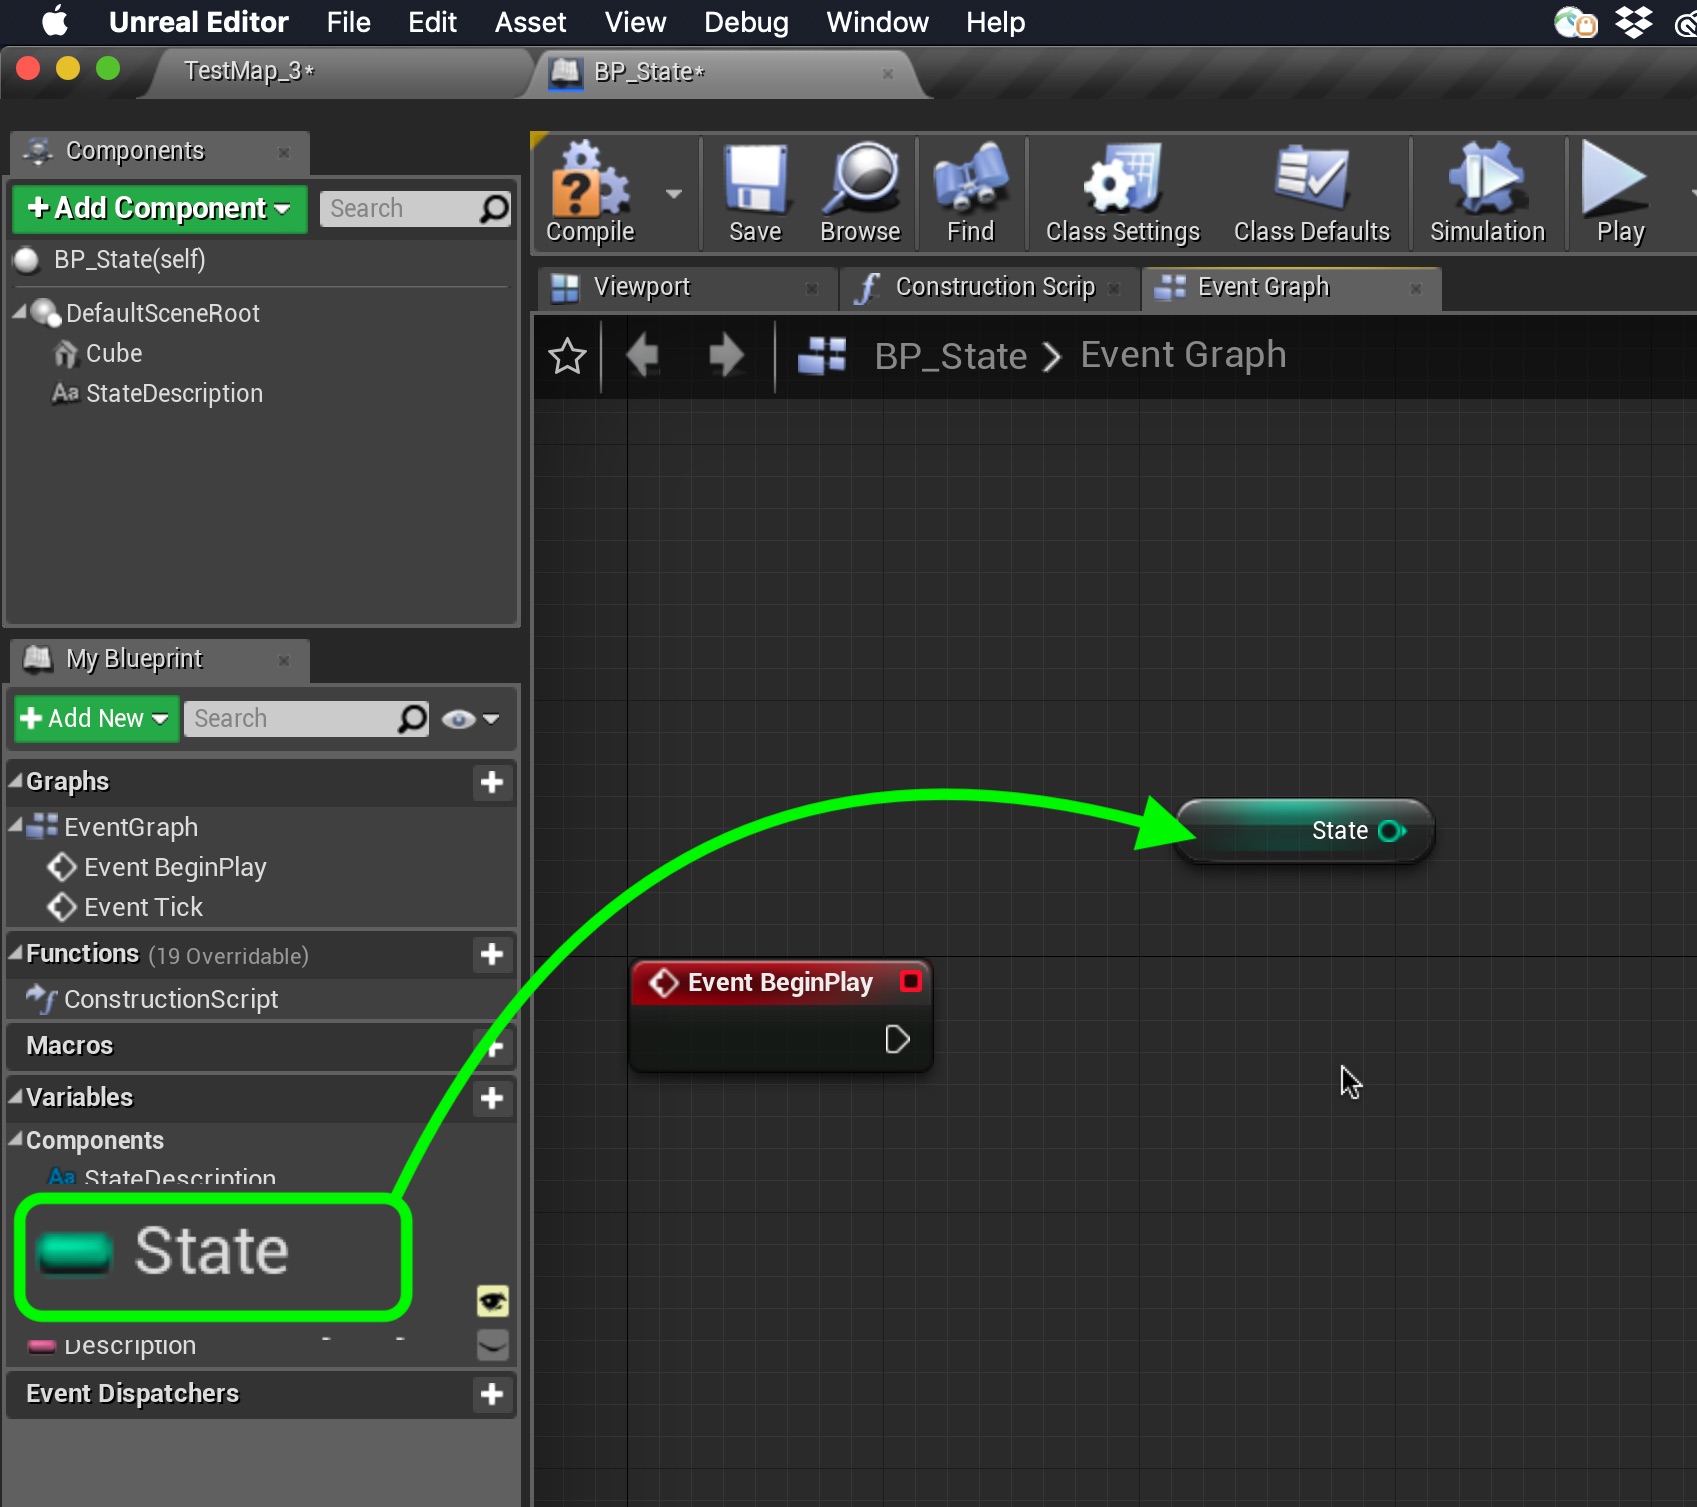 Unreal Editor File Edit Asset View Debug Window Help
TestMap_3*
BP_State*
Components
+Add Component
Search
BP_State(self)
DefaultSceneRoot
Cube
Aa StateDescription
My Blueprint
+ Add New
Search
Graphs
EventGraph
Event BeginPlay
Event Tick
Functions (19 Overridable)
ConstructionScript
Macros
Variables
Components
Aa StateDescription
State
Description
Event Dispatchers
Compile
Save
Browse
Find
Class Settings
Class Defaults
Simulation
Play
Viewport
Construction Scrip
Event Graph
BP_State > Event Graph
State
Event BeginPlay